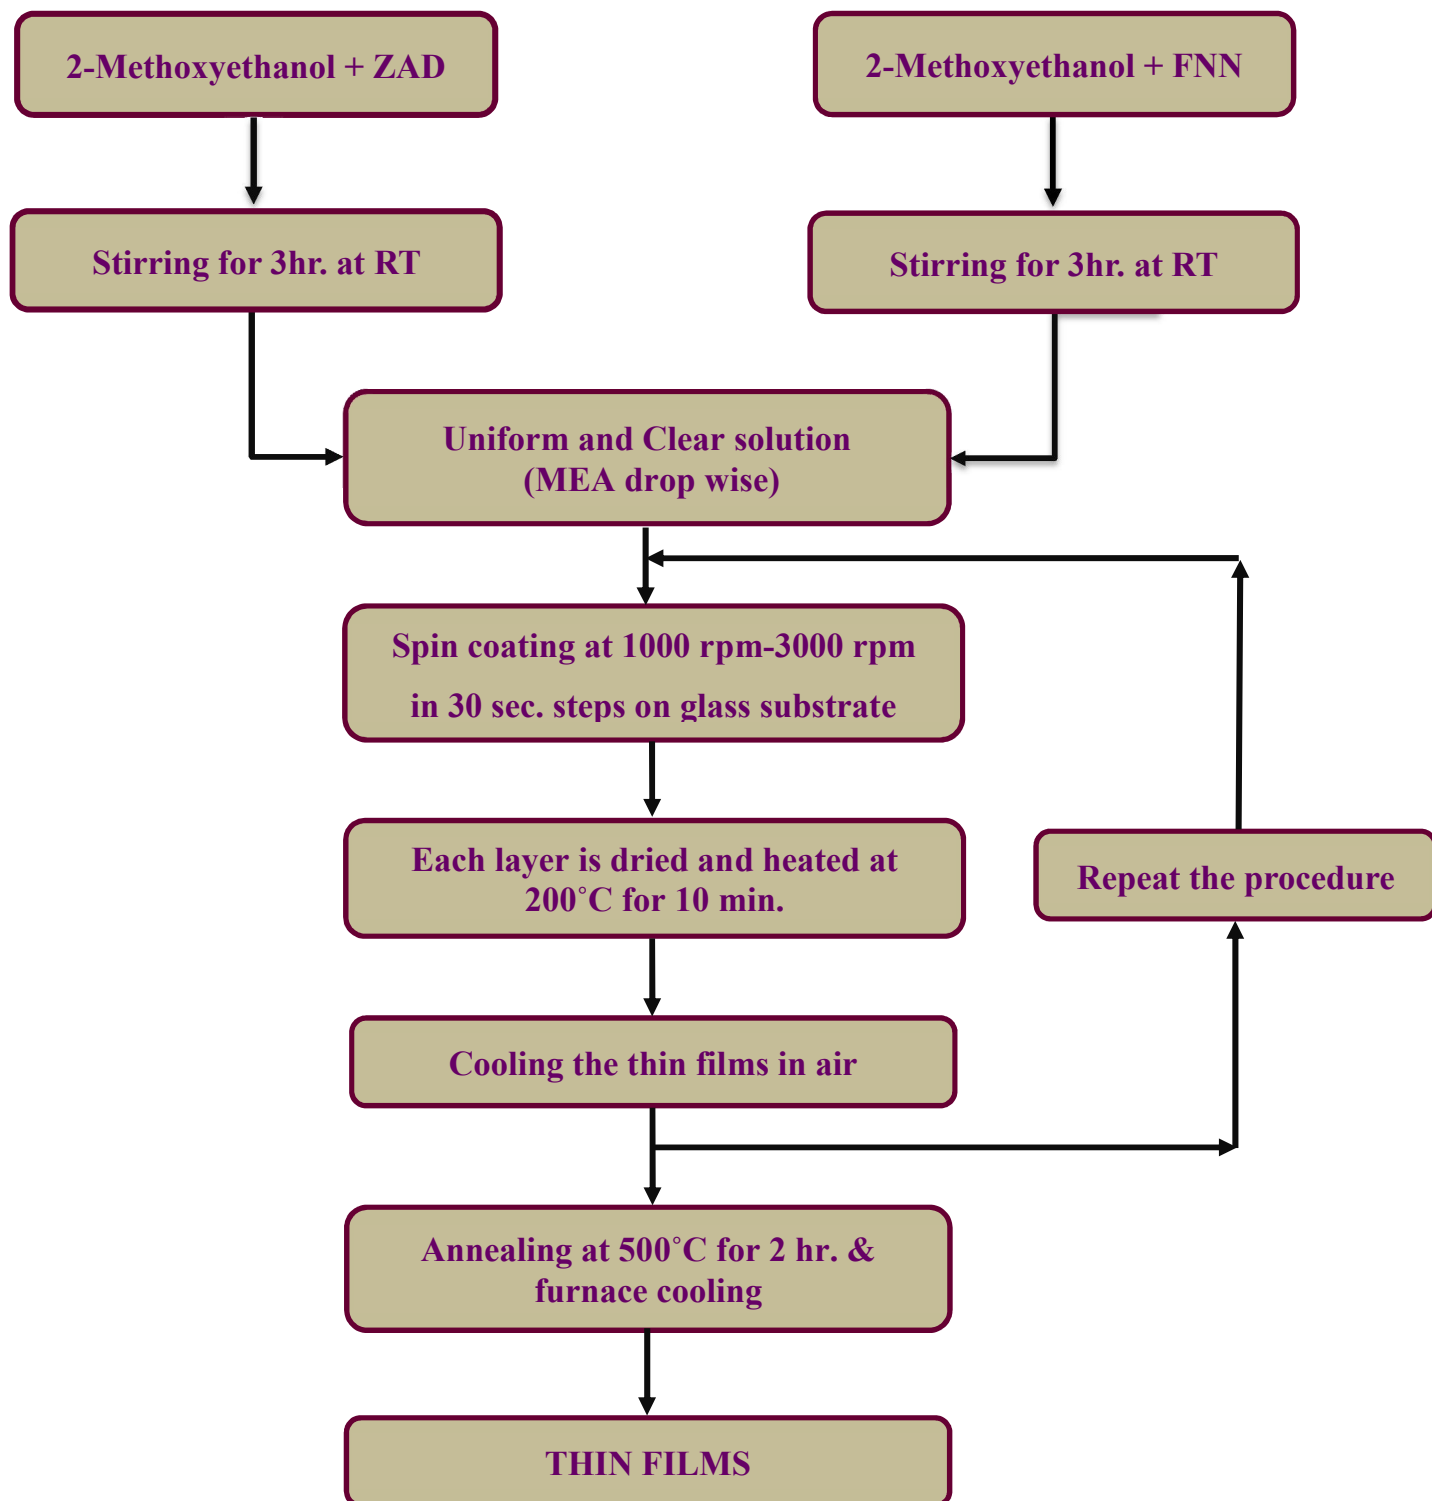 2-Methoxyethanol + ZAD
2-Methoxyethanol + FNN
Stirring for 3hr. at RT
Stirring for 3hr. at RT
Uniform and Clear solution
(MEA drop wise)
Spin coating at 1000 rpm-3000 rpm
in 30 sec. steps on glass substrate
Each layer is dried and heated at
200˚C for 10 min.
Repeat the procedure
Cooling the thin films in air
Annealing at 500˚C for 2 hr. &
furnace cooling
THIN FILMS